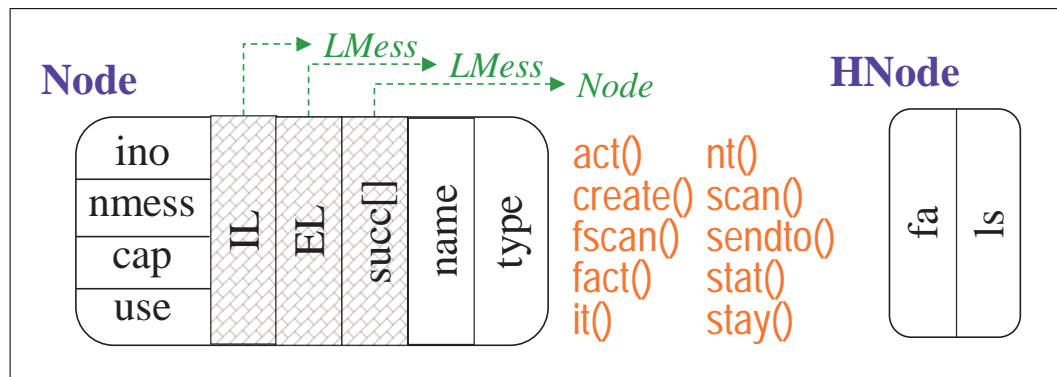 LMess
LMess
Node
Node
HNode
ino
nmess
cap
use
IL
EL
succ[]
name
type
act() nt()
create() scan()
fscan() sendto()
fact() stat()
it() stay()
fa
ls